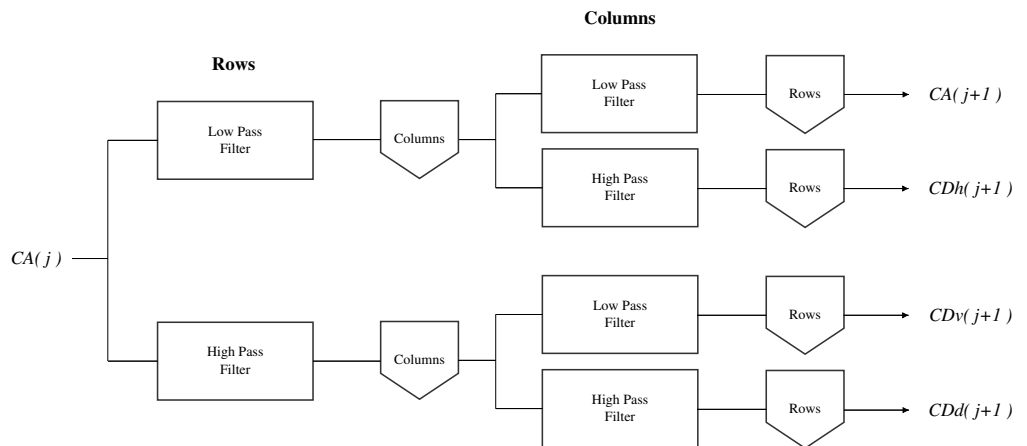 Columns
Rows
Low Pass
Filter
Rows
CA( j+1 )
Low Pass
Filter
Columns
High Pass
Filter
Rows
CDh( j+1 )
CA( j )
Low Pass
Filter
Rows
CDv( j+1 )
High Pass
Filter
Columns
High Pass
Filter
Rows
CDd( j+1 )